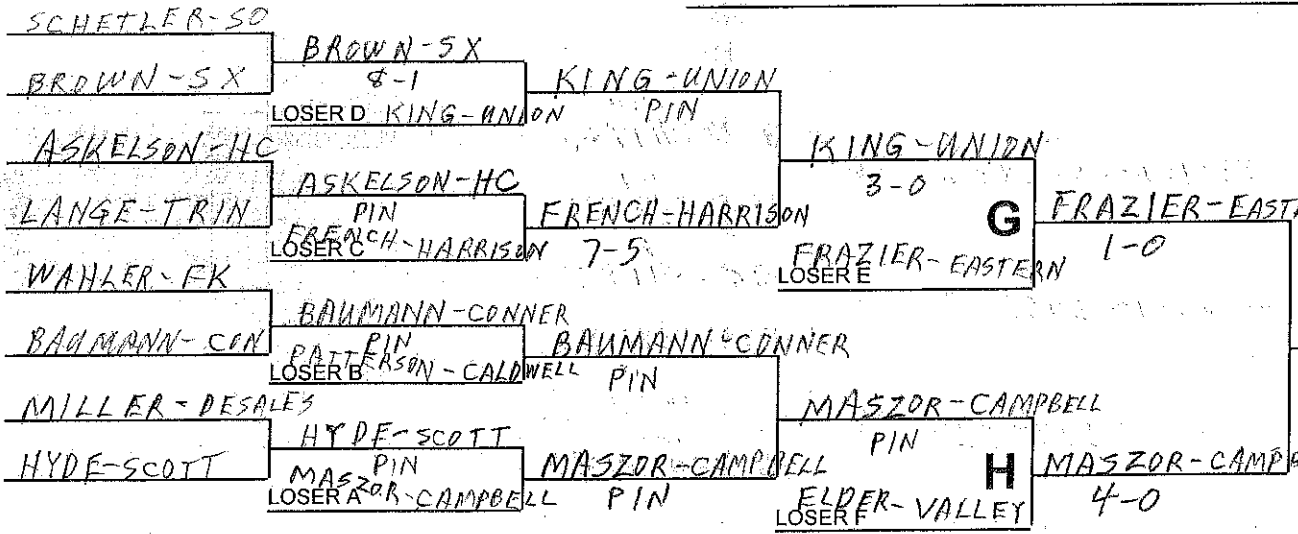 SCHETLER-SO
BROWN-SX
BROWN-SX
8-1
KING-UNION
PIN
LOSER D KING-UNION
ASKELSON-HC
KING-UNION
3-0
ASKELSON-HC
PIN
LANGE-TRIN
FRENCH-HARRISON
7-5
LOSER C FRENCH-HARRISON
G
FRAZIER-EAST
1-0
LOSER E FRAZIER-EASTERN
WAHLER-FK
BAUMANN-CONNER
PIN
BAUMANN-CON
LOSER B PATTERSON-CALDWELL
BAUMANN-CONNER
PIN
MILLER-DESALES
MASZOR-CAMPBELL
PIN
HYDE-SCOTT
PIN
HYDE-SCOTT
MASZOR-CAMPBELL
PIN
LOSER A MASZOR-CAMPBELL
H
MASZOR-CAMPB
4-0
LOSER F ELDER-VALLEY